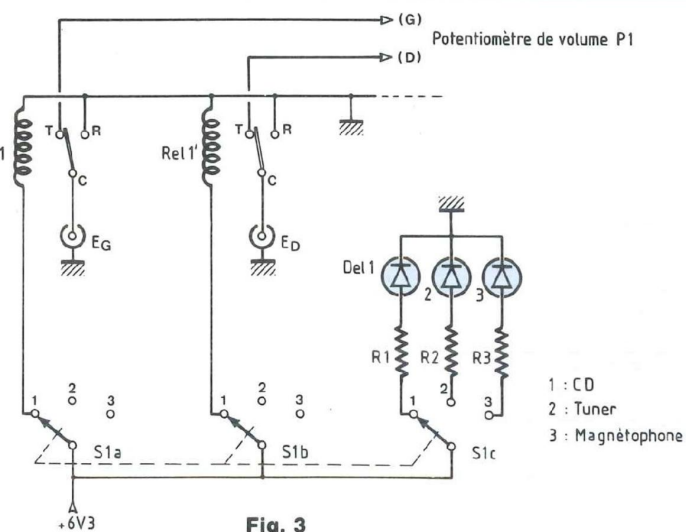 (G)
(D)
Potentiomètre de volume P1
1
T
R
C
EG
Rel 1'
T
R
C
ED
Del 1
2
3
R1
R2
R3
1
2
3
S1a
1
2
3
S1b
1
2
3
S1c
1 : CD
2 : Tuner
3 : Magnétophone
+6V3
Fig. 3